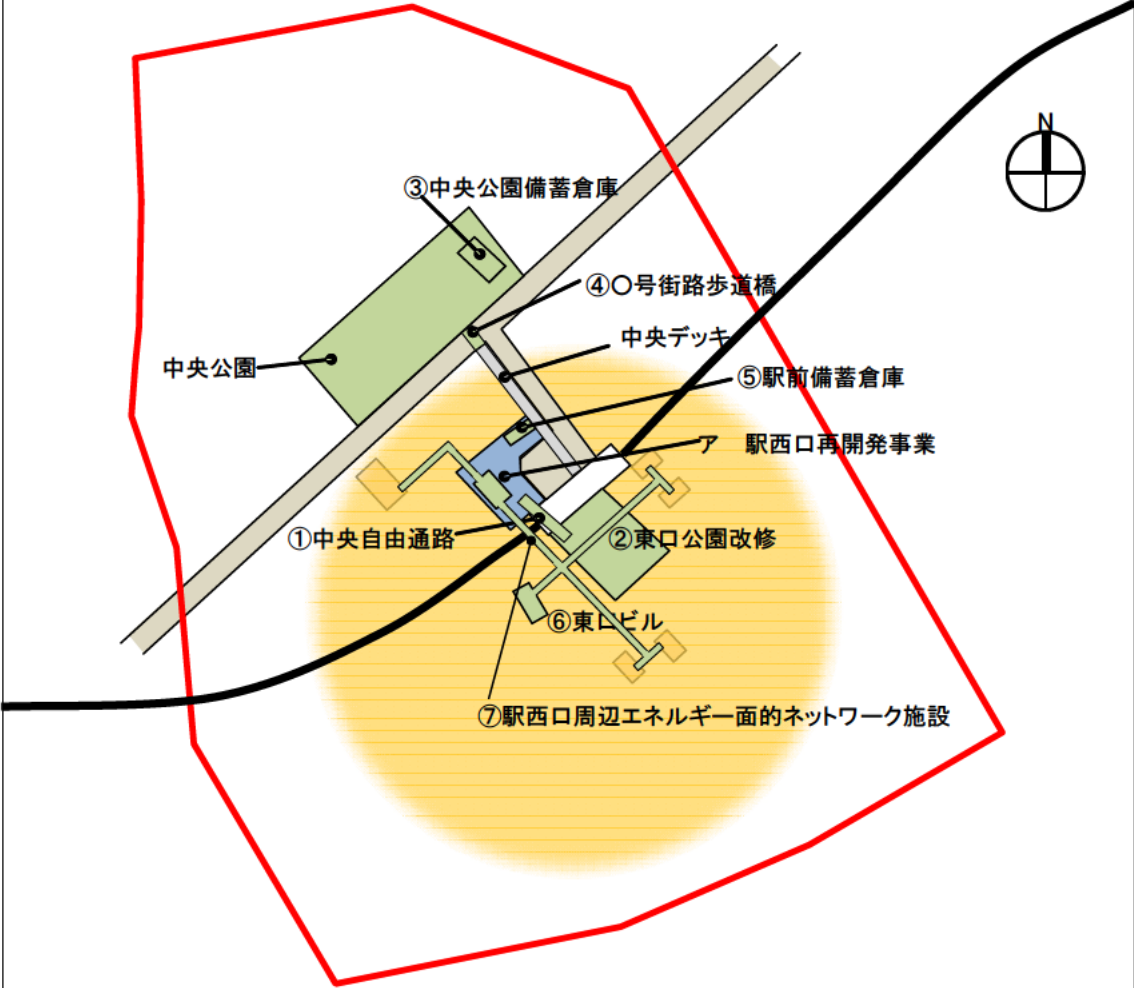 N
③中央公園備蓄倉庫
④〇号街路歩道橋
中央デッキ
中央公園
⑤駅前備蓄倉庫
ア　駅西口再開発事業
①中央自由通路
②東口公園改修
⑥東口ビル
⑦駅西口周辺エネルギー面的ネットワーク施設